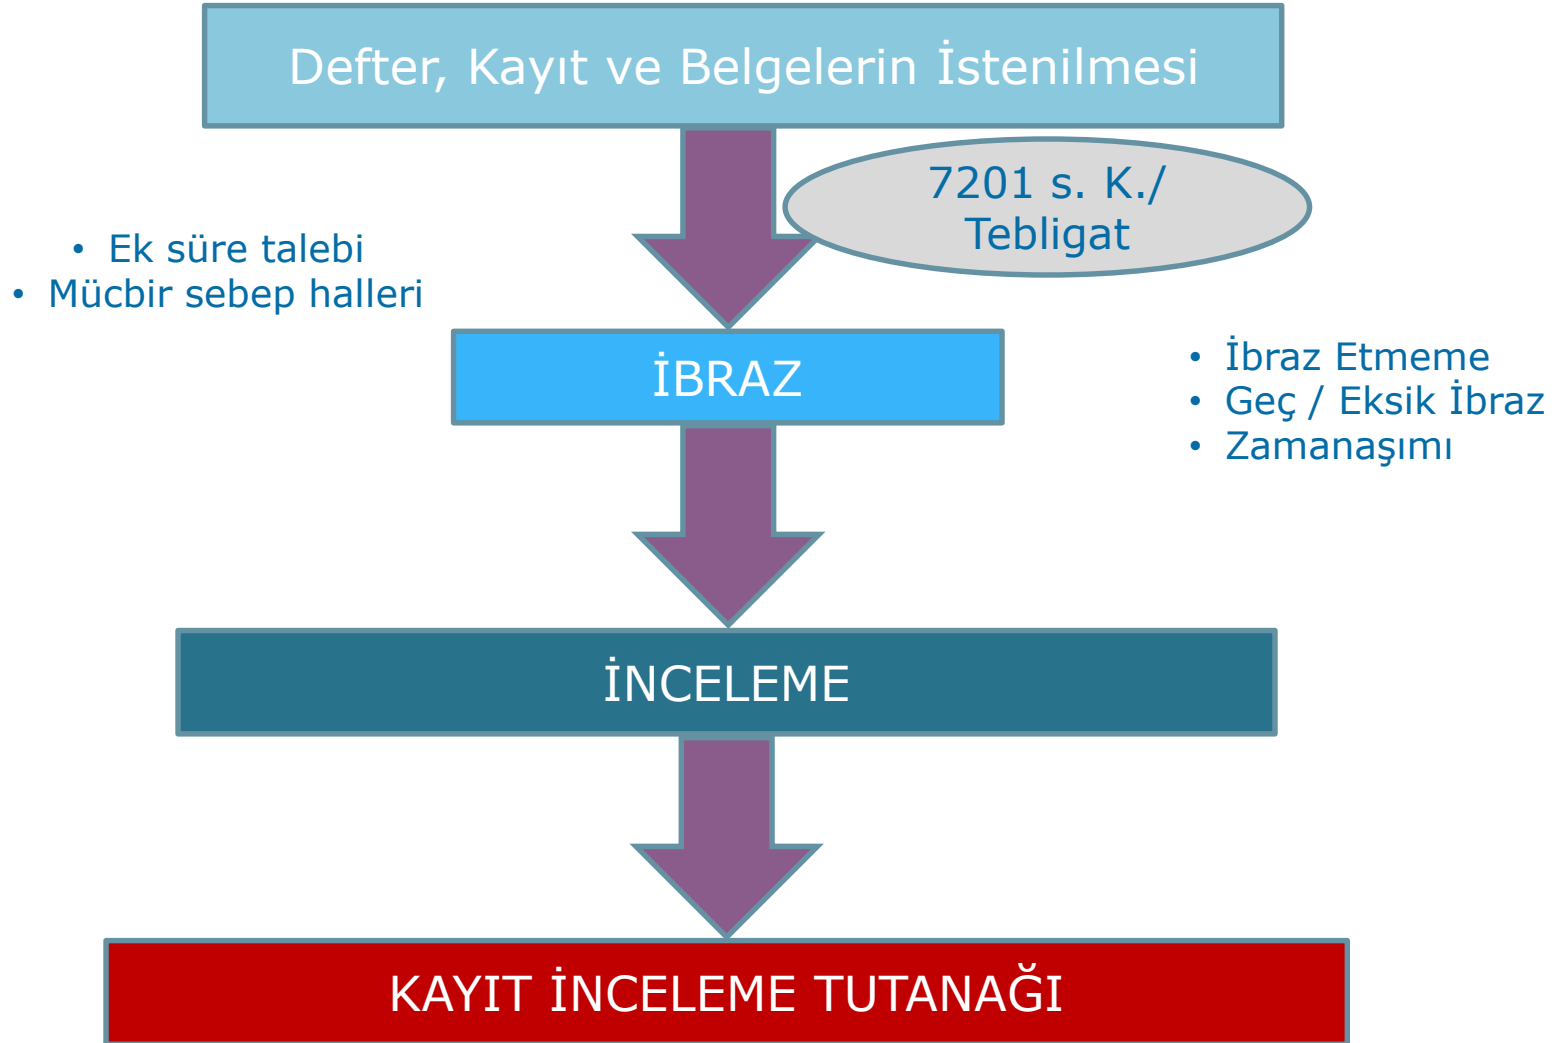 Defter, Kayıt ve Belgelerin İstenilmesi
7201 s. K./
Tebligat
• Ek süre talebi
• Mücbir sebep halleri
İBRAZ
• İbraz Etmeme
• Geç / Eksik İbraz
• Zamanaşımı
İNCELEME
KAYIT İNCELEME TUTANAĞI